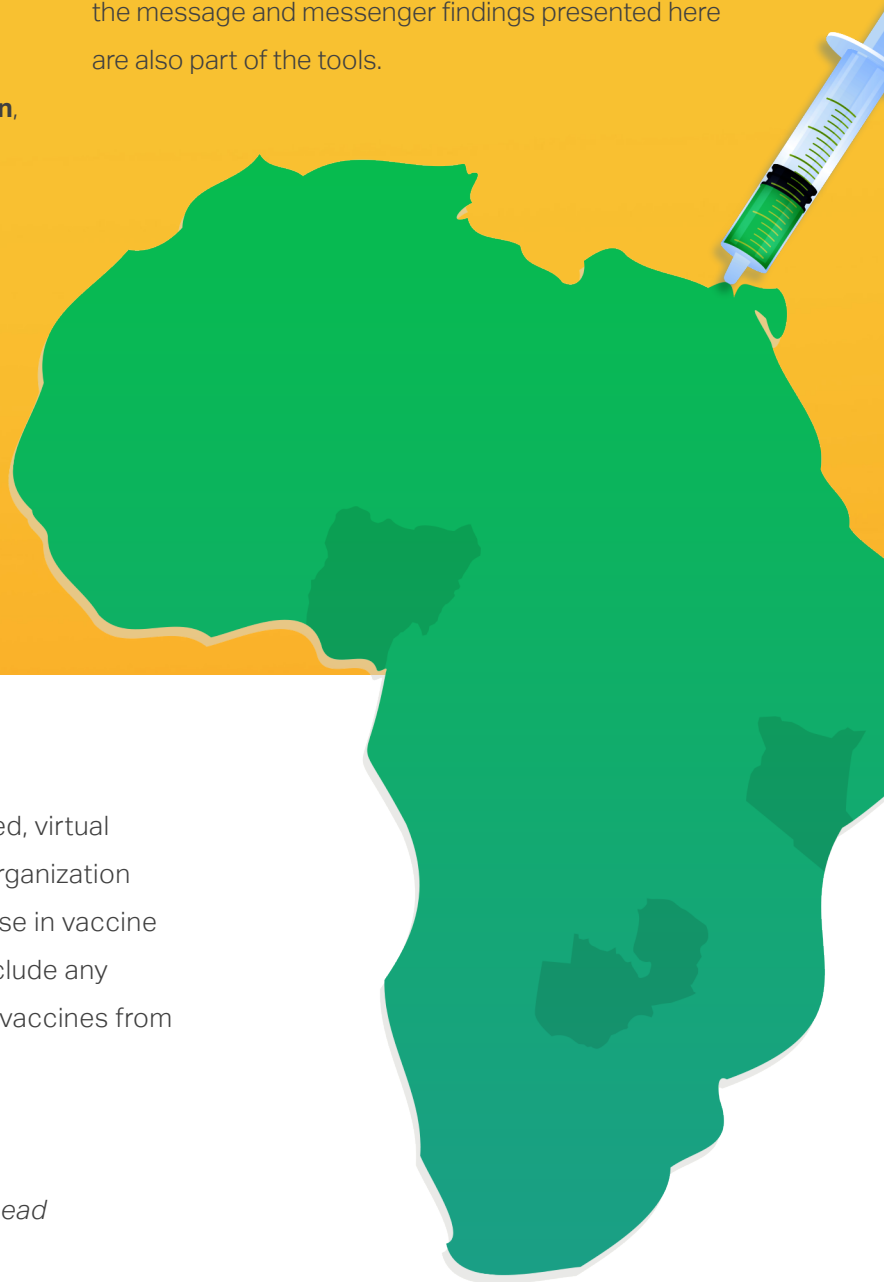 the message and messenger findings presented here
are also part of the tools.
n,
ed, virtual
rganization
se in vaccine
clude any
vaccines from
ead